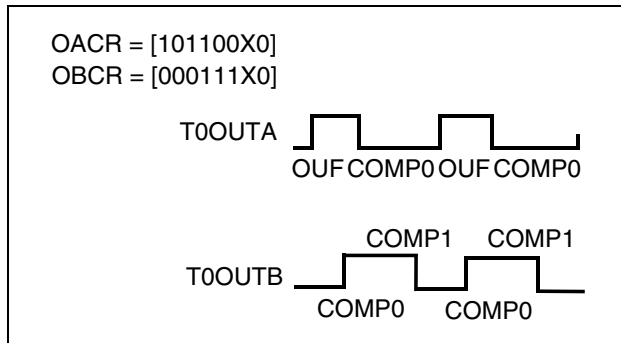 OACR = [101100X0]
OBCR = [000111X0]
T0OUTA
OUF COMP0 OUF COMP0
COMP1 COMP1
T0OUTB
COMP0 COMP0